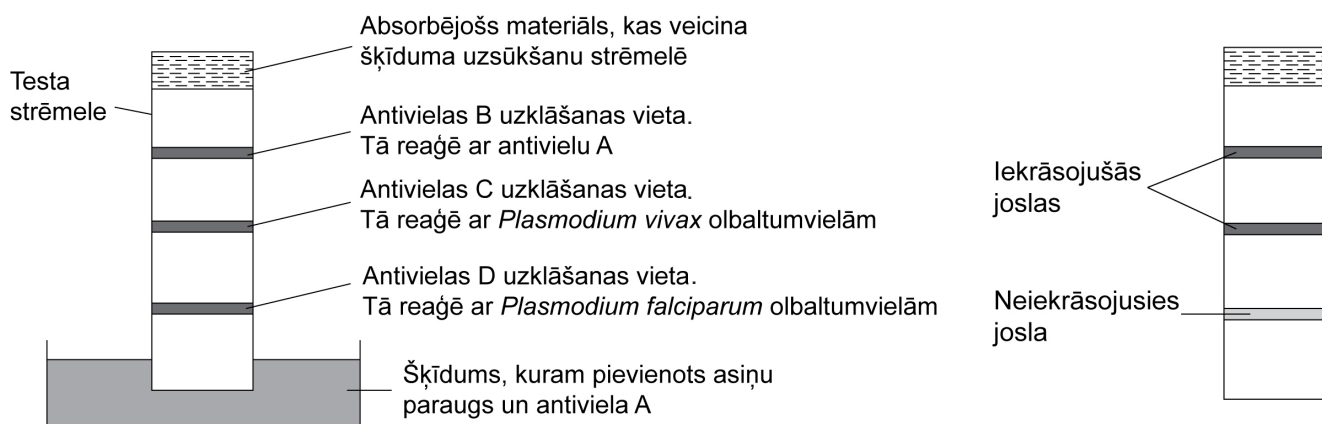 Absorbējošs materiāls, kas veicina
šķīduma uzsūkšanu strēmelē
Testa
strēmele
Antivielas B uzklāšanas vieta.
Tā reaģē ar antivielu A
Antivielas C uzklāšanas vieta.
Tā reaģē ar Plasmodium vivax olbaltumvielām
Antivielas D uzklāšanas vieta.
Tā reaģē ar Plasmodium falciparum olbaltumvielām
Šķīdums, kuram pievienots asiņu
paraugs un antiviela A
Iekrāsojušās
joslas
Neiekrāsojusies
josla